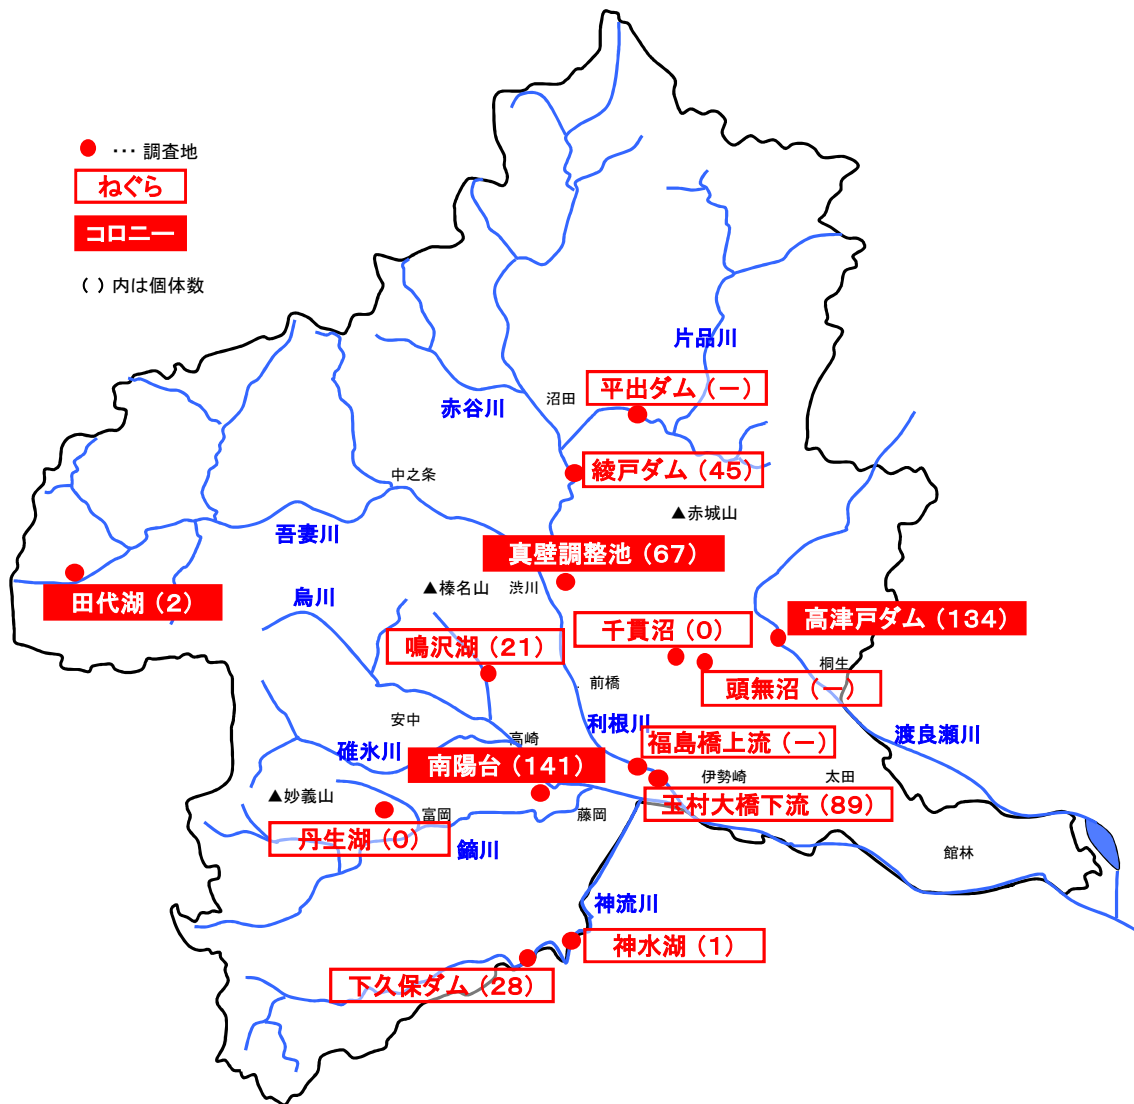 … 調査地
ねぐら
コロニー
( ) 内は個体数
片品川
平出ダム (－)
沼田
赤谷川
綾戸ダム (45)
中之条
▲赤城山
吾妻川
真壁調整池 (67)
田代湖 (2)
▲榛名山
渋川
烏川
千貫沼 (0)
高津戸ダム (134)
鳴沢湖 (21)
桐生
頭無沼 (－)
前橋
安中
利根川
渡良瀬川
高崎
福島橋上流 (－)
碓氷川
南陽台 (141)
伊勢崎
太田
▲妙義山
玉村大橋下流 (89)
富岡
藤岡
丹生湖 (0)
鏑川
館林
神流川
神水湖 (1)
下久保ダム (28)